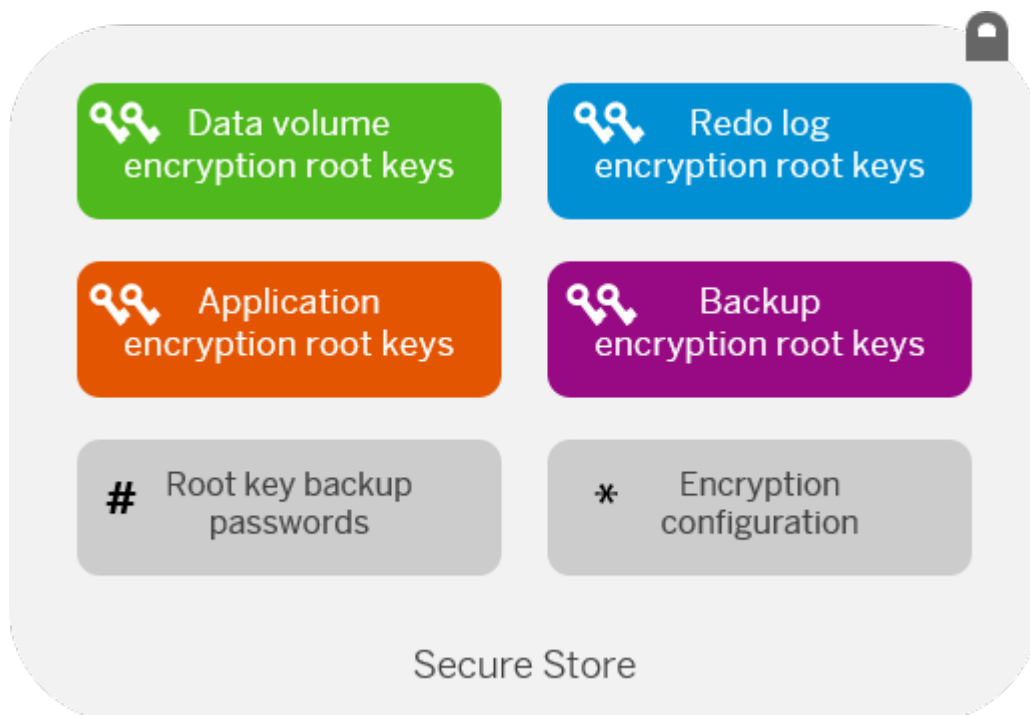 Data volume
encryption root keys
Redo log
encryption root keys
Application
encryption root keys
Backup
encryption root keys
# Root key backup
passwords
* Encryption
configuration
Secure Store